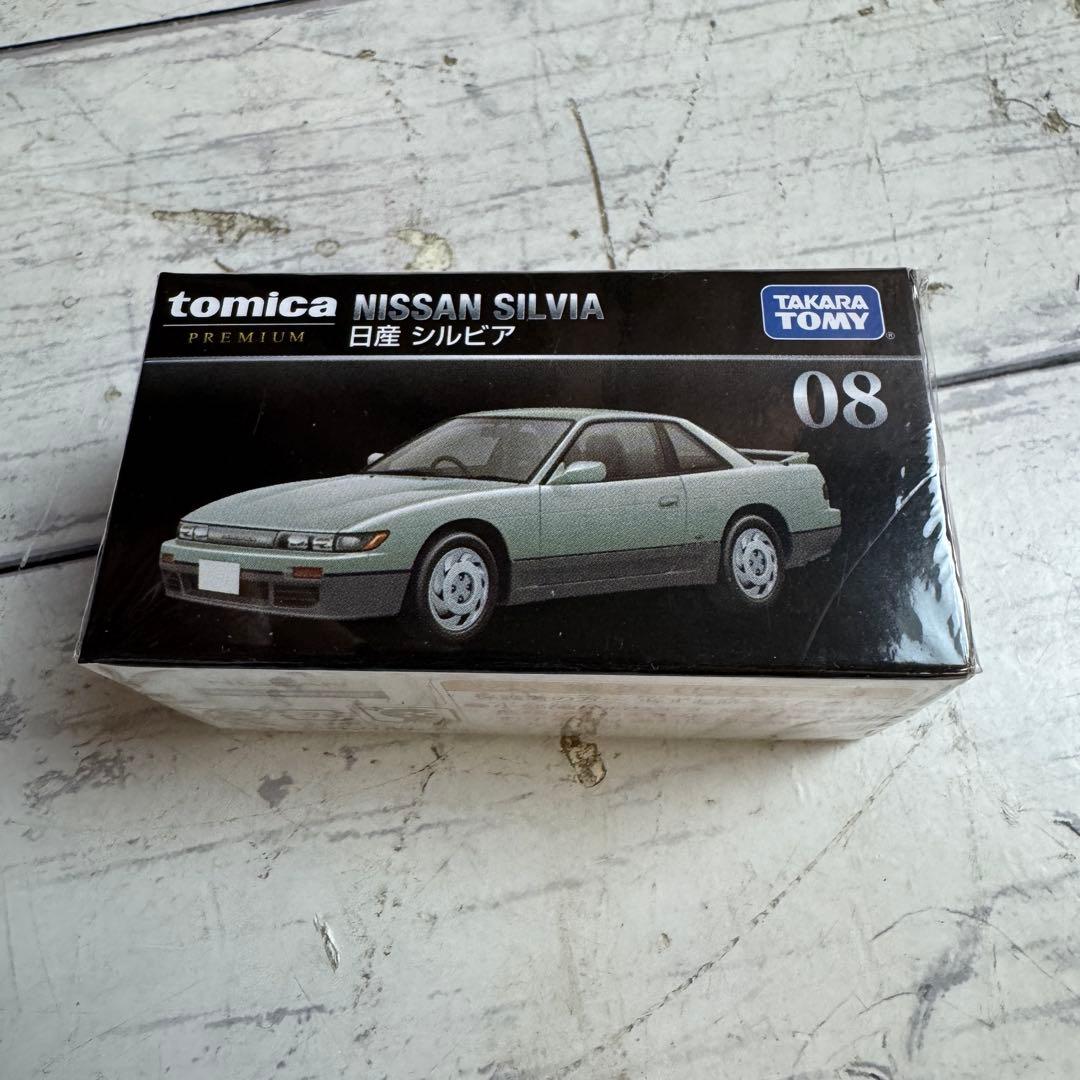 tomica
PREMIUM
NISSAN SILVIA
日産 シルビア
TAKARA
TOMY
®
08